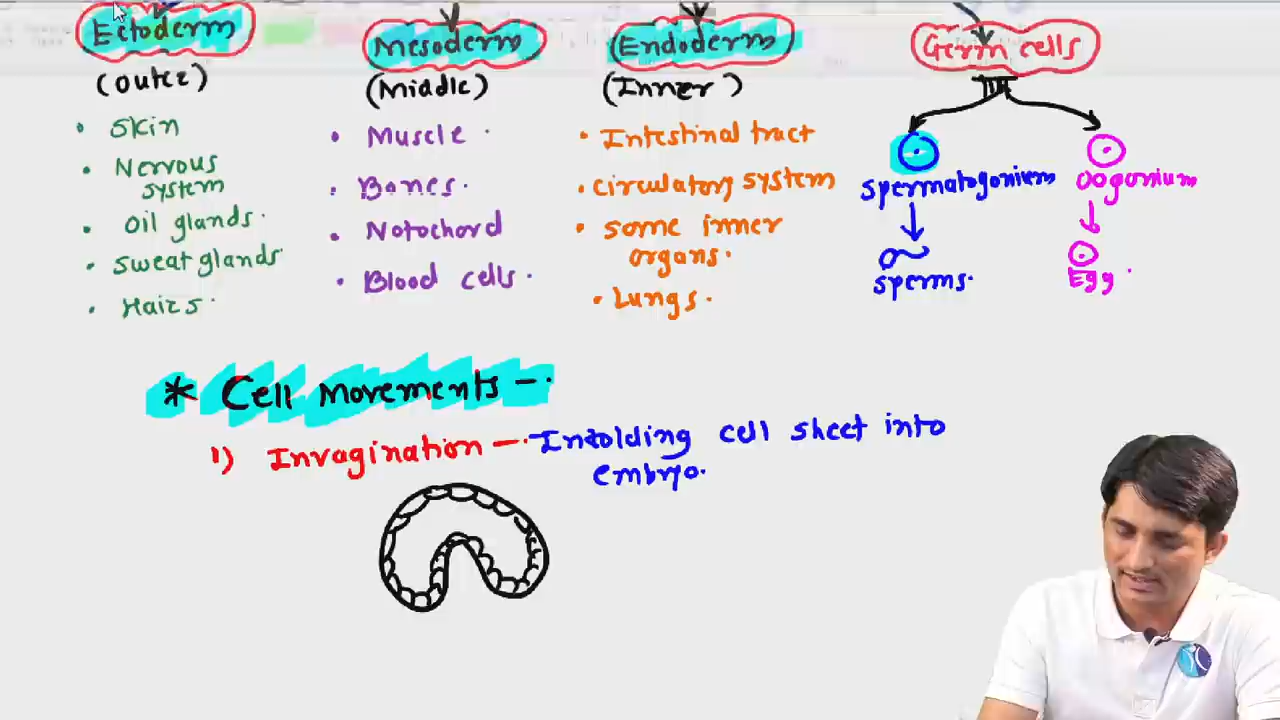 Ectoderm
(outer)
• Skin
• Nervous
system
• Oil glands.
• Sweat glands
• Hairs.
Mesoderm
(Middle)
• Muscle.
• Bones.
• Notochord
• Blood cells.
Endoderm
(Inner)
• Intestinal tract
• circulatory system
• some inner
organs.
• Lungs.
Germ cells
spermatogonium
sperms.
oogonium
Egg.
* Cell Movements -.
1) Invagination -. Infolding cell sheet into
embryo.